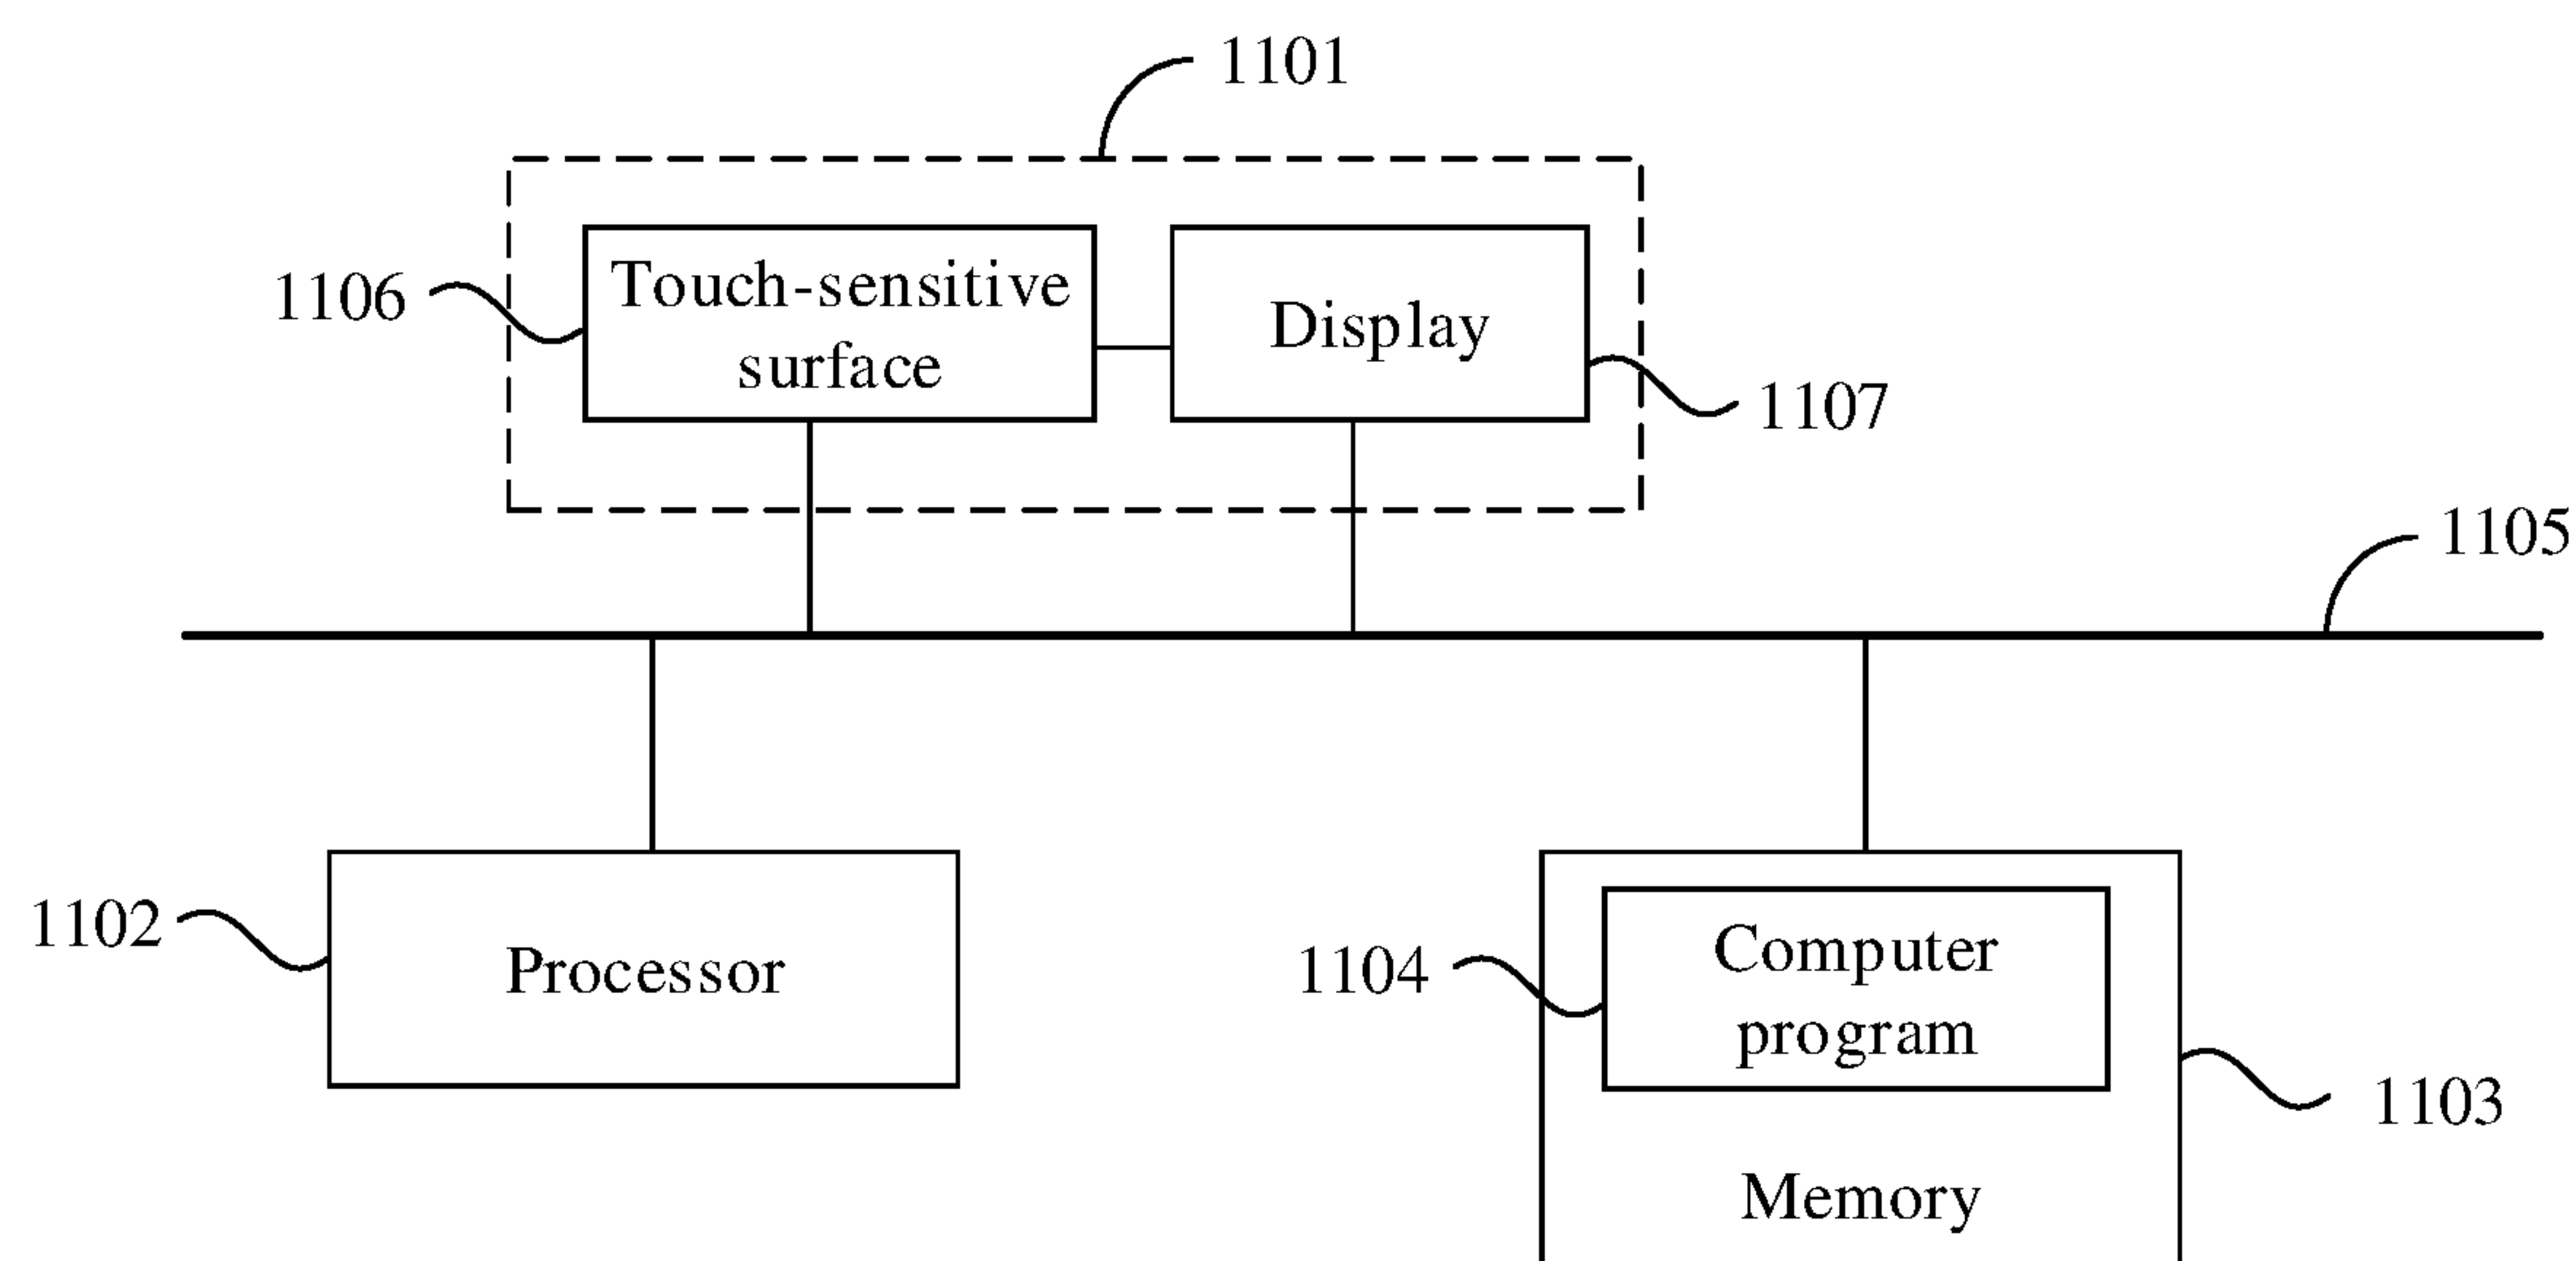 1101
1106
Touch-sensitive
surface
Display
1107
1105
1102
Processor
1104
Computer
program
1103
Memory